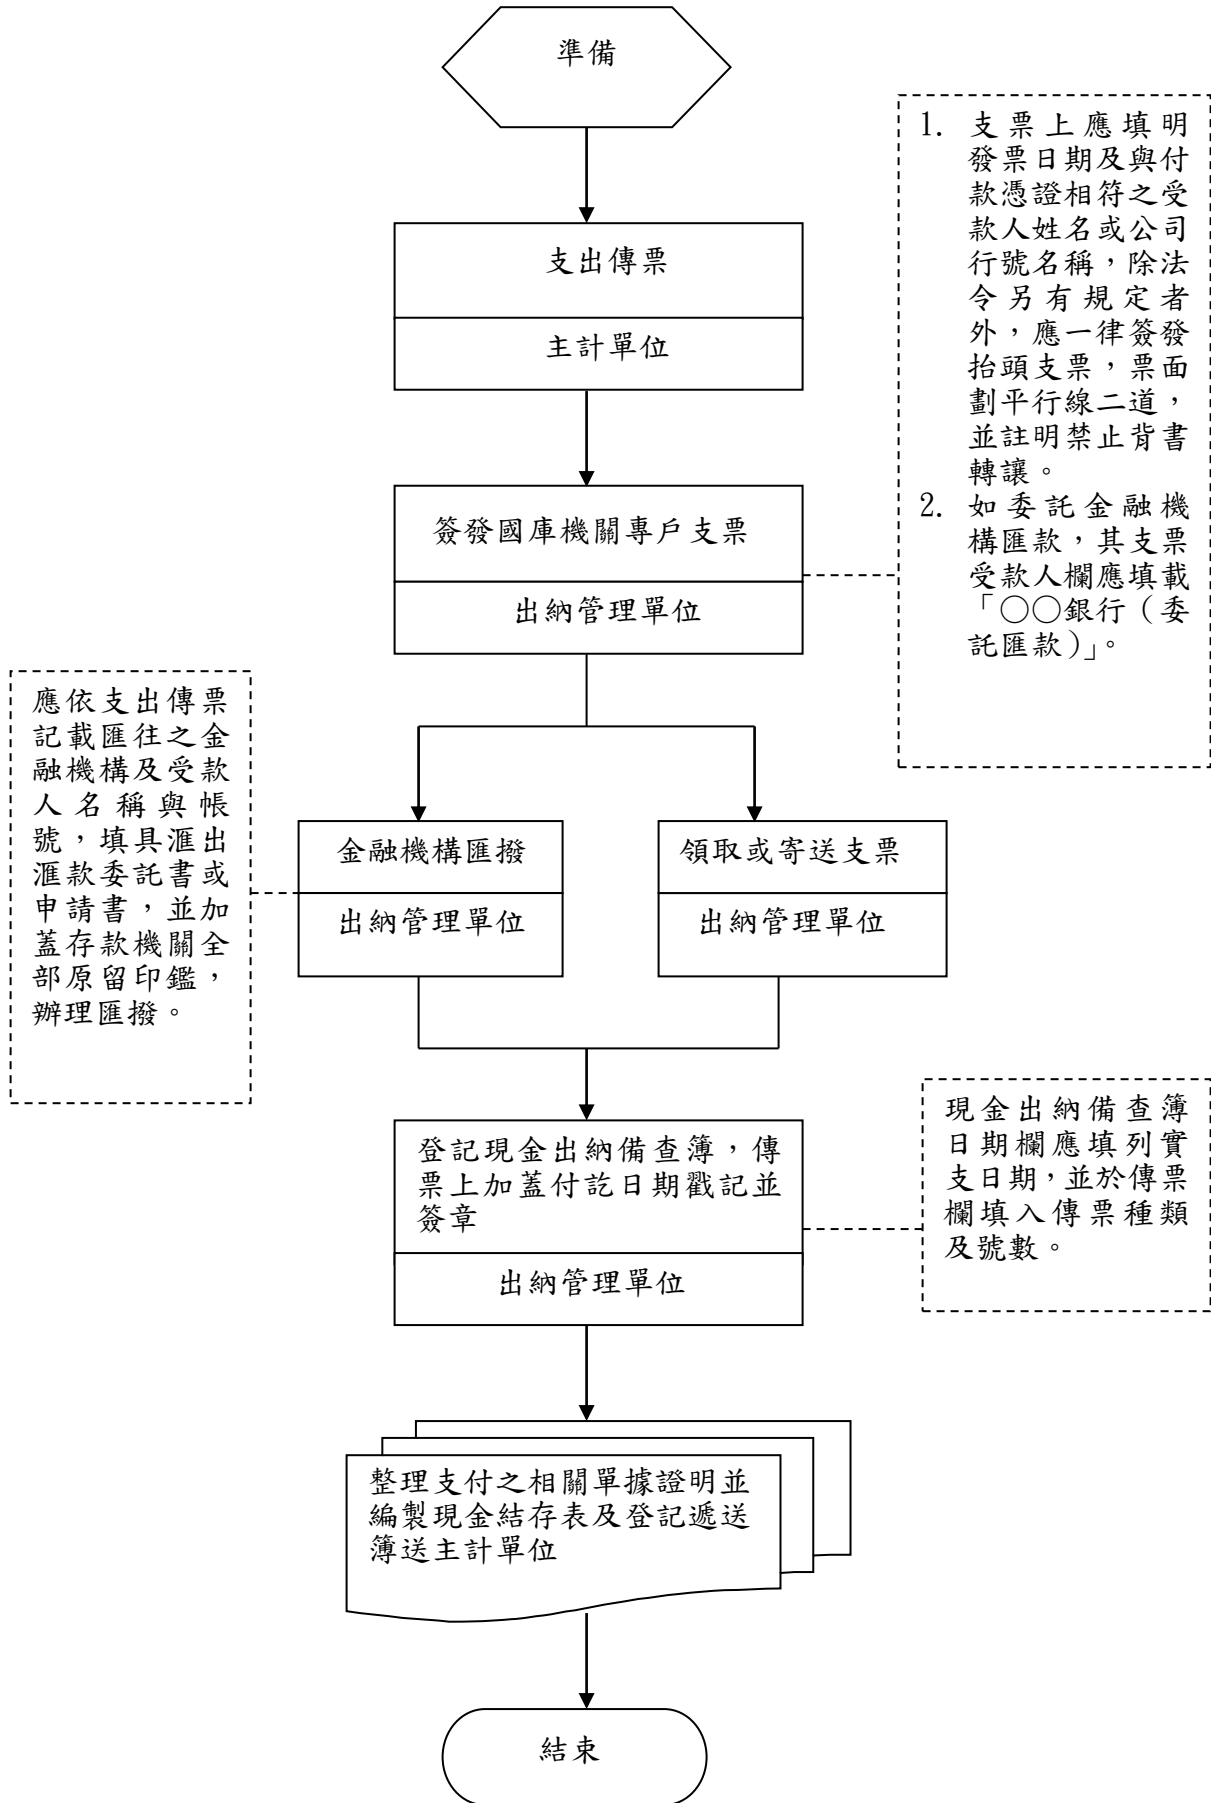 準備
支出傳票
主計單位
1. 支票上應填明
發票日期及與付
款憑證相符之受
款人姓名或公司
行號名稱，除法
令另有規定者
外，應一律簽發
抬頭支票，票面
劃平行線二道，
並註明禁止背書
轉讓。
2. 如委託金融機
構匯款，其支票
受款人欄應填載
「○○銀行（委
託匯款）」。
簽發國庫機關專戶支票
出納管理單位
應依支出傳票
記載匯往之金
融機構及受款
人名稱與帳
號，填具滙出
滙款委託書或
申請書，並加
蓋存款機關全
部原留印鑑，
辦理匯撥。
金融機構匯撥
出納管理單位
領取或寄送支票
出納管理單位
登記現金出納備查簿，傳
票上加蓋付訖日期戳記並
簽章
出納管理單位
現金出納備查簿
日期欄應填列實
支日期，並於傳票
欄填入傳票種類
及號數。
整理支付之相關單據證明並
編製現金結存表及登記遞送
簿送主計單位
結束